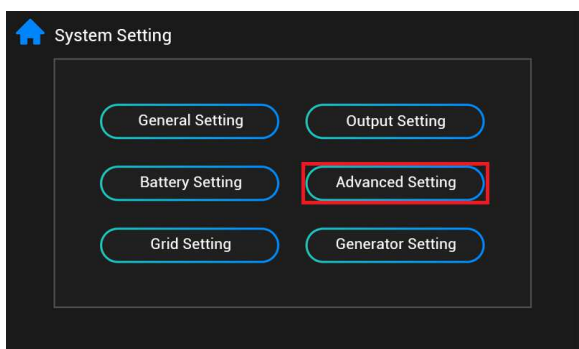 System Setting
General Setting
Output Setting
Battery Setting
Advanced Setting
Grid Setting
Generator Setting